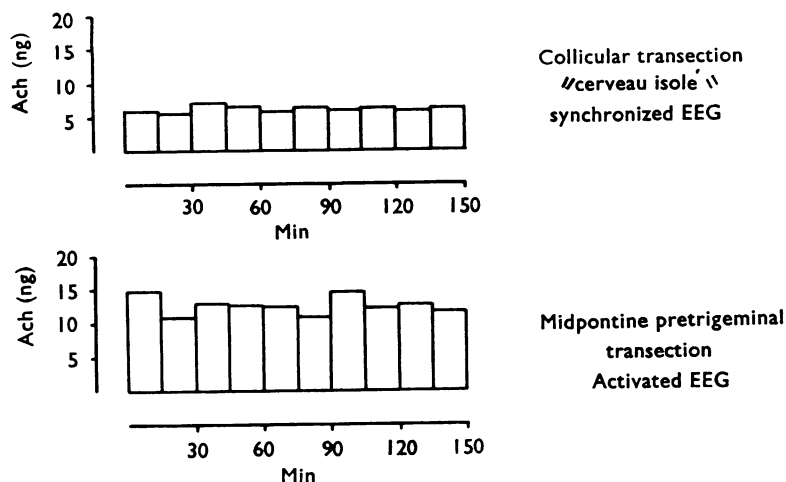 20
15
10
5
Ach (ng)
30 60 90 120 150
Min
Collicular transection
"cerveau isolé"
synchronized EEG
20
15
10
5
Ach (ng)
30 60 90 120 150
Min
Midpontine pretrigeminal
transection
Activated EEG